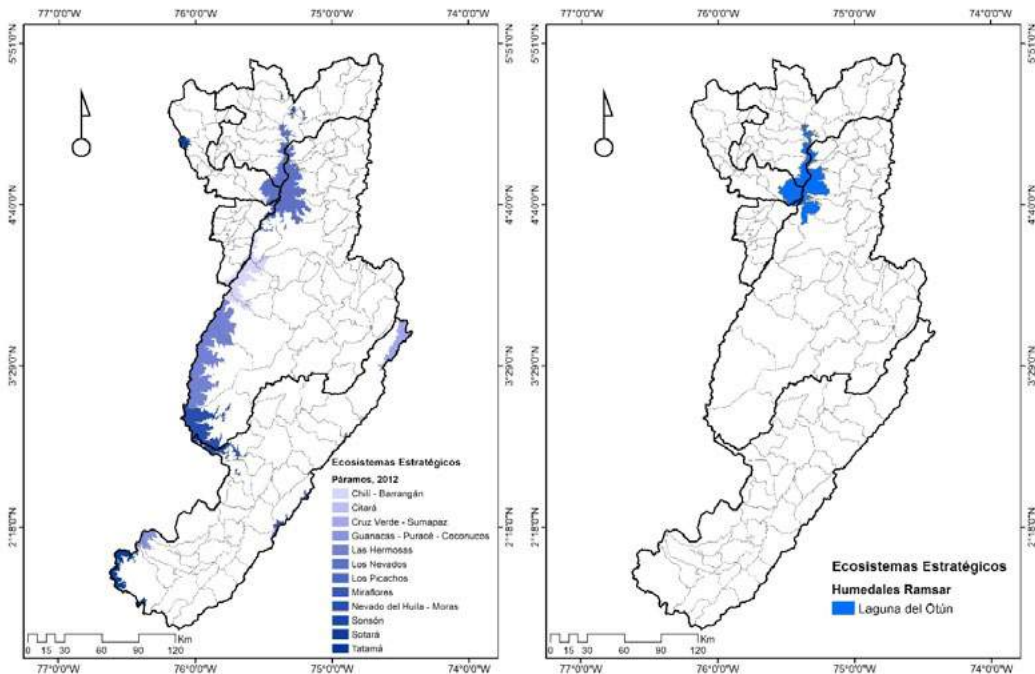 77°0'0"W 76°0'0"W 75°0'0"W 74°0'0"W
5°51'0"N
4°40'0"N
3°29'0"N
2°18'0"N
5°51'0"N
4°40'0"N
3°29'0"N
2°18'0"N
Ecosistemas Estratégicos
Páramos, 2012
Chilí - Barragán
Citará
Cruz Verde - Sumapaz
Guanacas - Puracé - Coconucos
Las Hermosas
Los Nevados
Los Picachos
Miraflores
Nevado del Huila - Moras
Sonsón
Sotará
Tatamá
Km
0 15 30 60 90 120
77°0'0"W 76°0'0"W 75°0'0"W 74°0'0"W
77°0'0"W 76°0'0"W 75°0'0"W 74°0'0"W
5°51'0"N
4°40'0"N
3°29'0"N
2°18'0"N
5°51'0"N
4°40'0"N
3°29'0"N
2°18'0"N
Ecosistemas Estratégicos
Humedales Ramsar
Laguna del Otún
Km
0 15 30 60 90 120
77°0'0"W 76°0'0"W 75°0'0"W 74°0'0"W